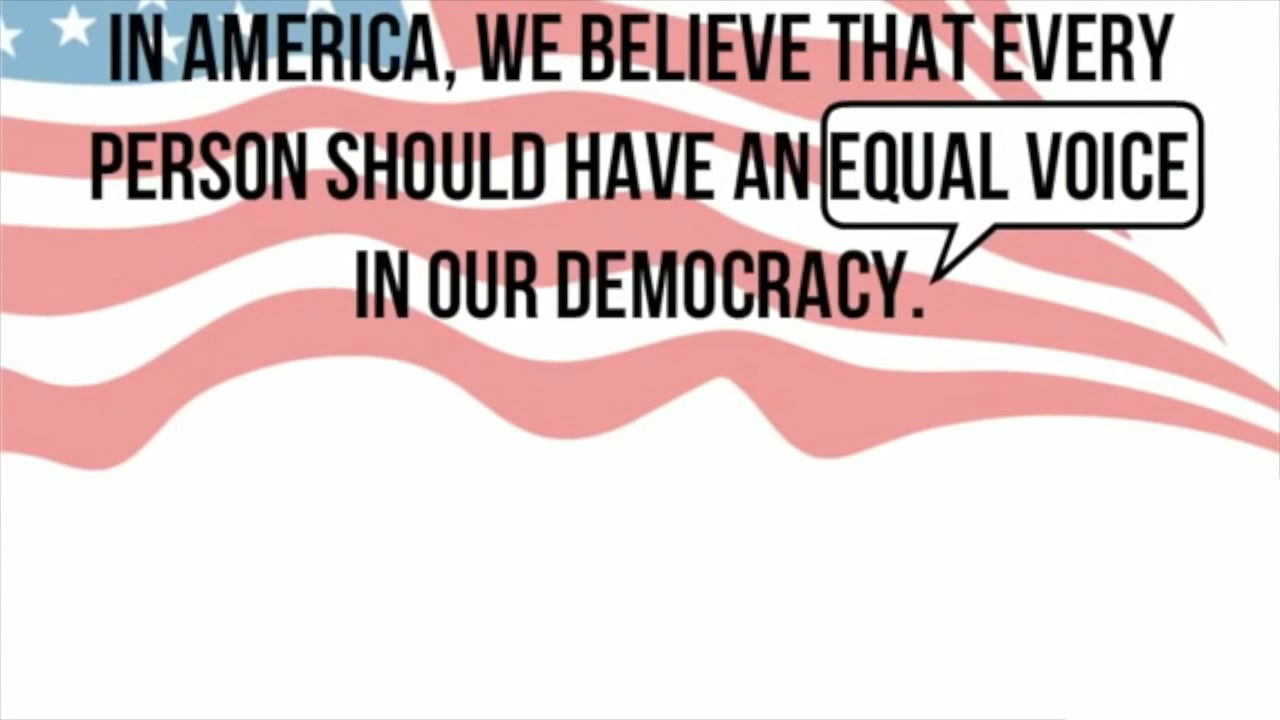 IN AMERICA, WE BELIEVE THAT EVERY
PERSON SHOULD HAVE AN EQUAL VOICE
IN OUR DEMOCRACY.